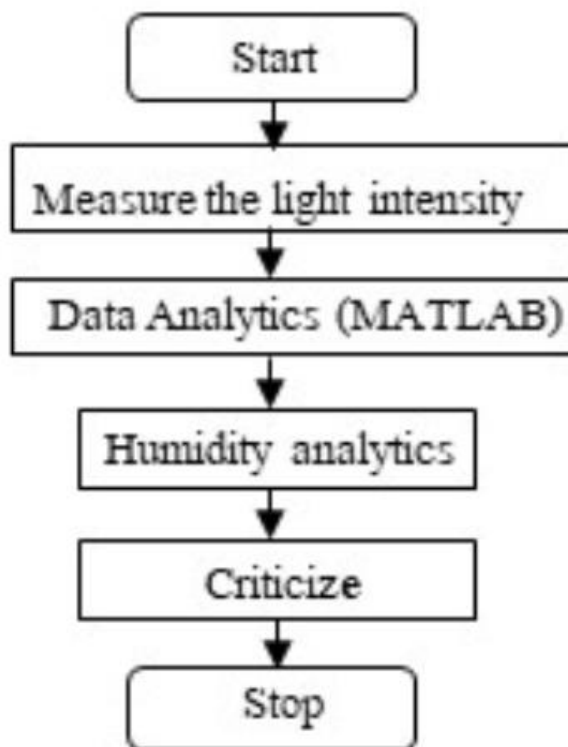 Start
Measure the light intensity
Data Analytics (MATLAB)
Humidity analytics
Criticize
Stop